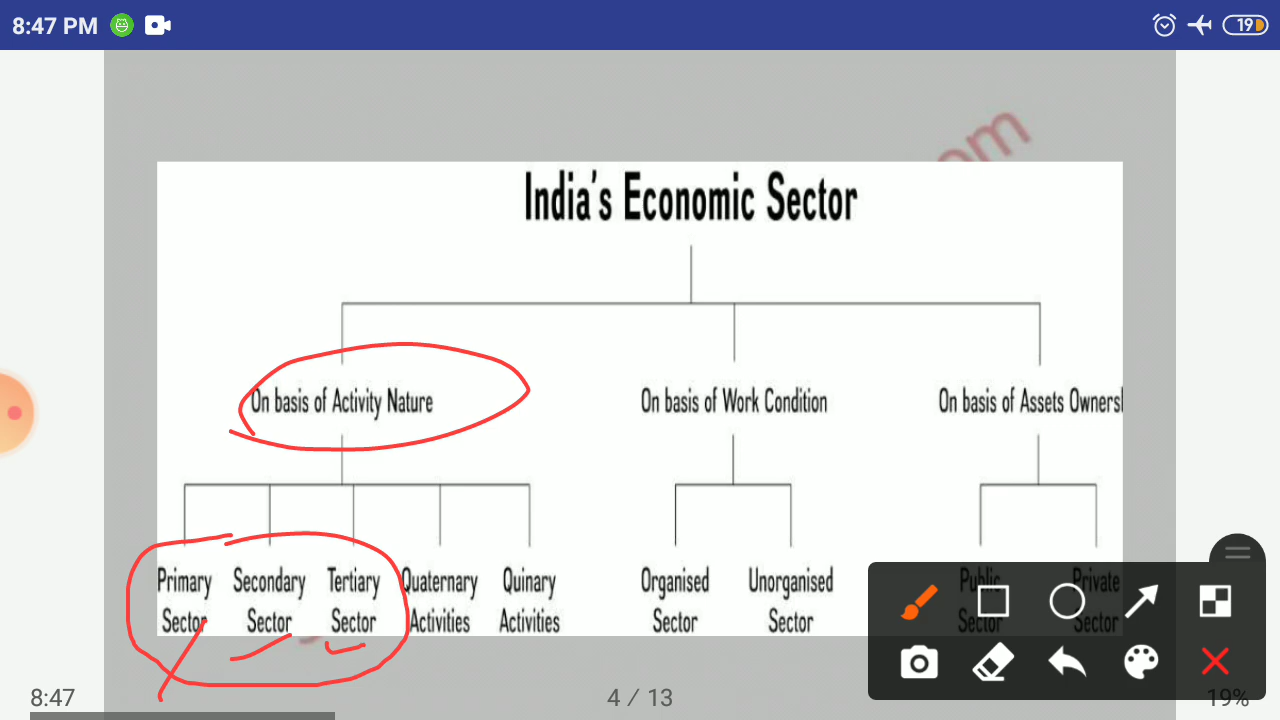 8:47 PM
19
om
India's Economic Sector
On basis of Activity Nature
On basis of Work Condition
On basis of Assets Owners
Primary Sector
Secondary Sector
Tertiary Sector
Quaternary Activities
Quinary Activities
Organised Sector
Unorganised Sector
Public Sector
Private Sector
8:47
4 / 13
19%